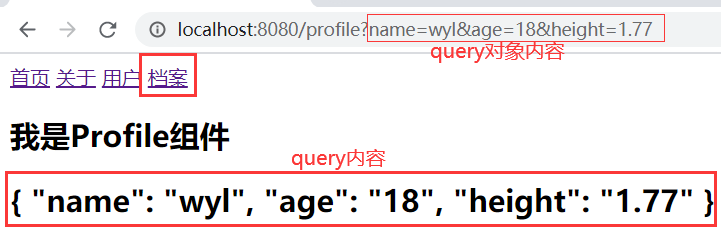 localhost:8080/profile?name=wyl&age=18&height=1.77
query对象内容
首页 关于 用户 档案
我是Profile组件
query内容
{ "name": "wyl", "age": "18", "height": "1.77" }